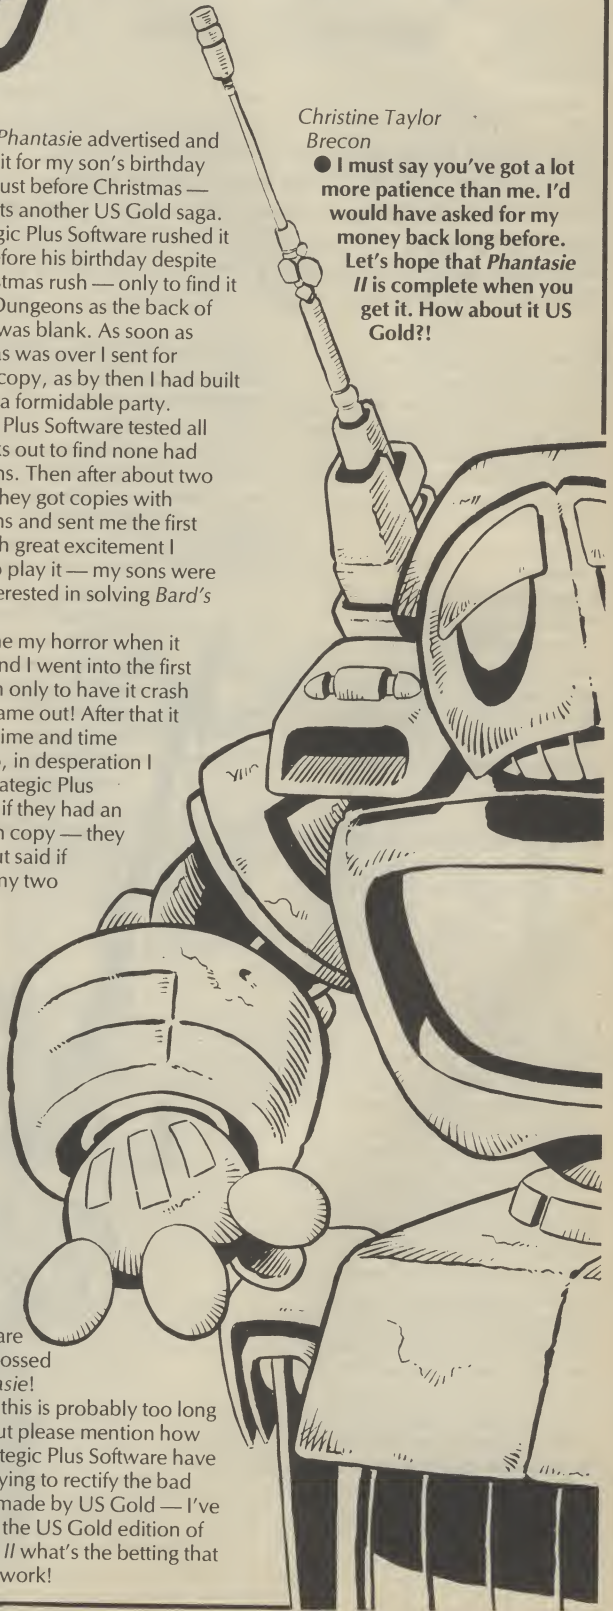 Phantasie advertised and
it for my son's birthday
ust before Christmas —
ts another US Gold saga.
gic Plus Software rushed it
fore his birthday despite
tmas rush — only to find it
Dungeons as the back of
was blank. As soon as
as was over I sent for
copy, as by then I had built
a formidable party.
Plus Software tested all
ks out to find none had
ns. Then after about two
they got copies with
ns and sent me the first
h great excitement I
o play it — my sons were
erested in solving Bard's
ne my horror when it
nd I went into the first
n only to have it crash
ame out! After that it
ime and time
o, in desperation I
ategic Plus
if they had an
n copy — they
ut said if
ny two
are
ossed
asie!
this is probably too long
ut please mention how
tegic Plus Software have
ying to rectify the bad
made by US Gold — I've
the US Gold edition of
II what's the betting that
work!
Christine Taylor
Brecon
● I must say you've got a lot
more patience than me. I'd
would have asked for my
money back long before.
Let's hope that Phantasie
II is complete when you
get it. How about it US
Gold?!